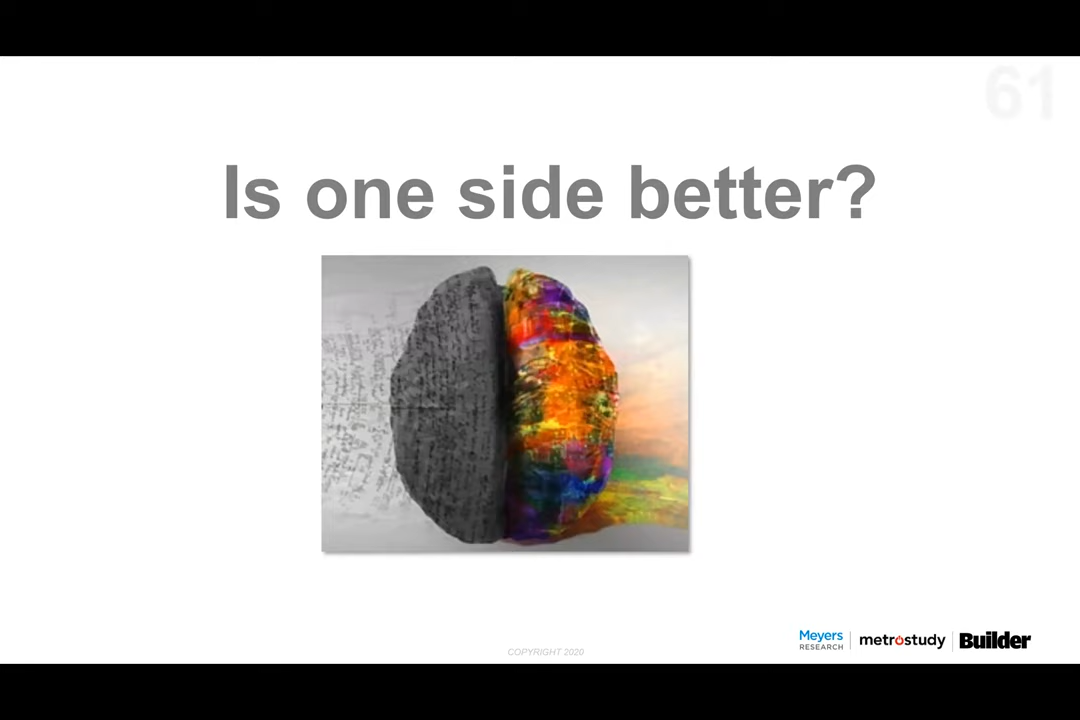 61
Is one side better?
Meyers
RESEARCH
metrostudy
Builder
COPYRIGHT 2020